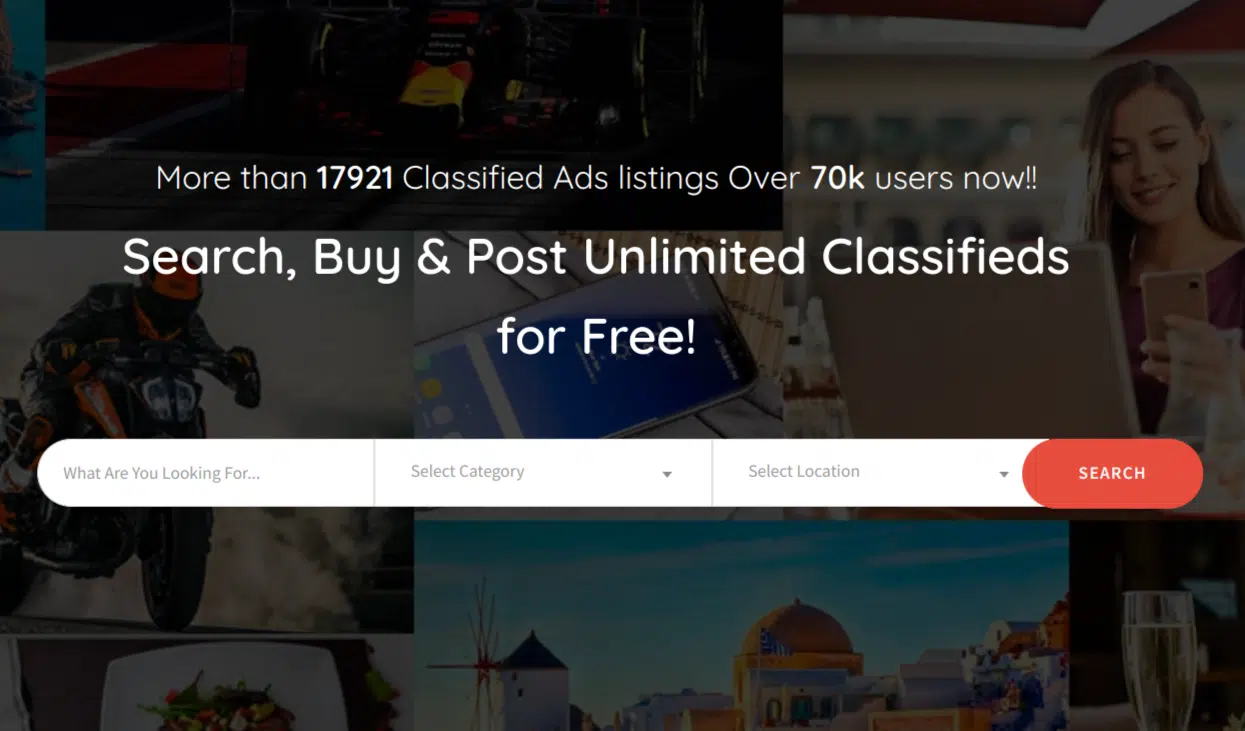 More than 17921 Classified Ads listings Over 70k users now!!
Search, Buy & Post Unlimited Classifieds
for Free!
What Are You Looking For...
Select Category
Select Location
SEARCH